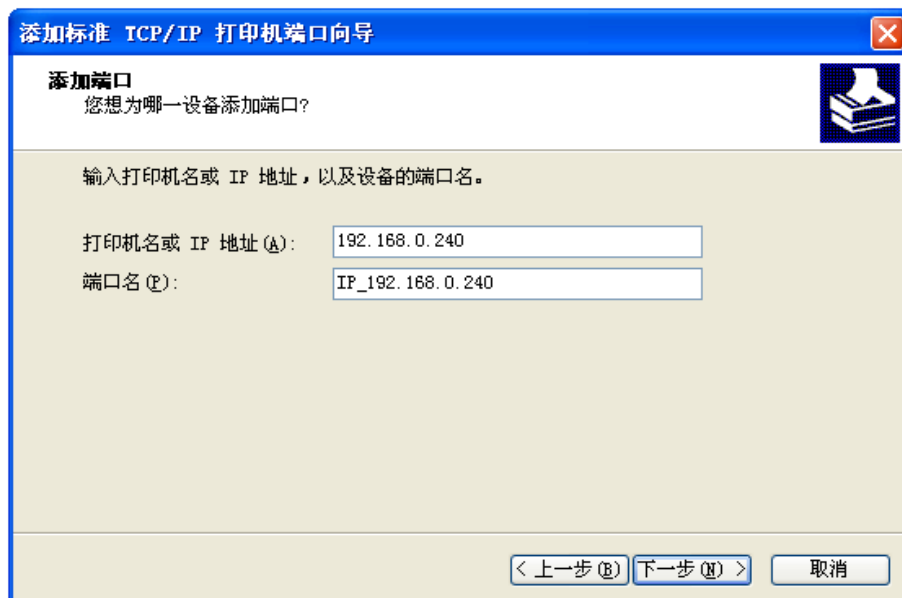 添加标准 TCP/IP 打印机端口向导
添加端口
您想为哪一设备添加端口?
输入打印机名或 IP 地址，以及设备的端口名。
打印机名或 IP 地址(A): 192.168.0.240
端口名(P): IP_192.168.0.240
< 上一步(B) 下一步(N) > 取消